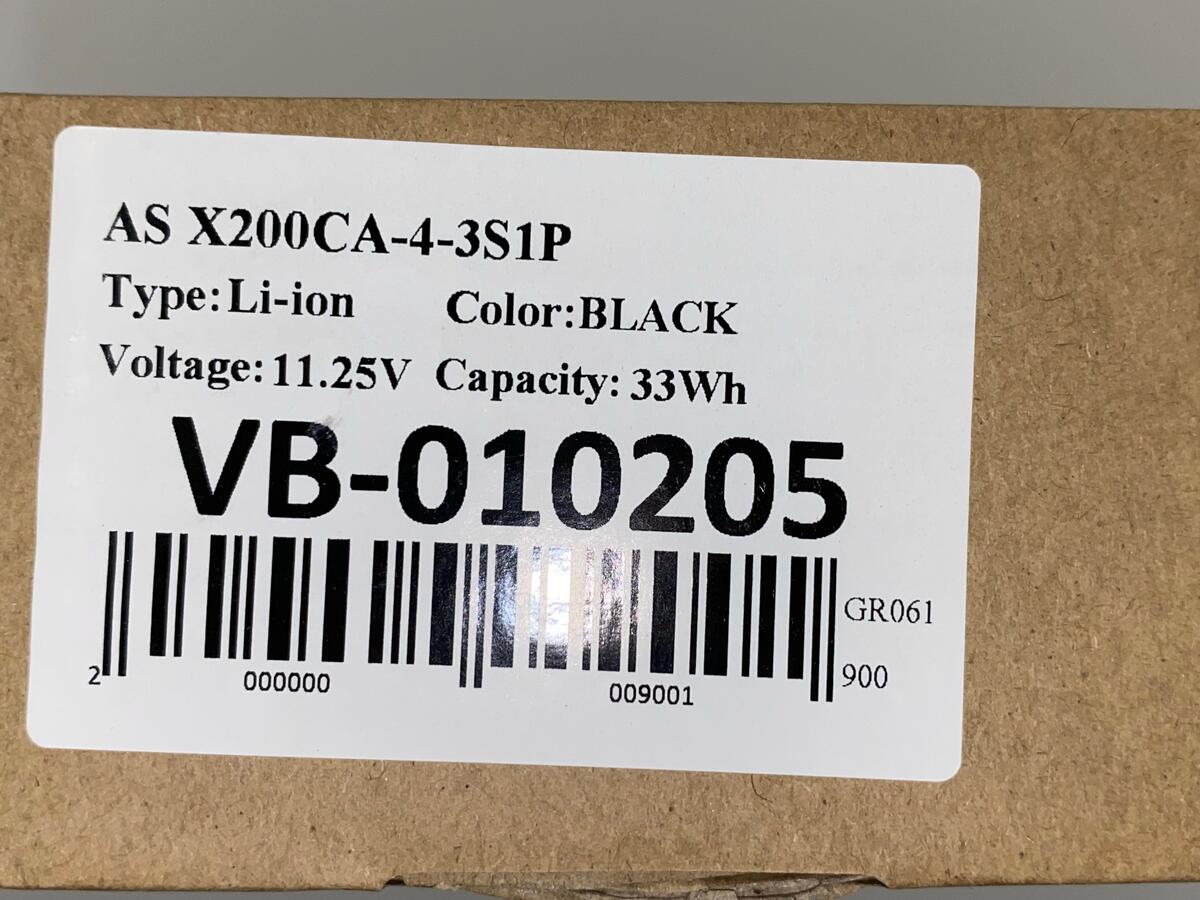 AS X200CA-4-3S1P
Type:Li-ion Color:BLACK
Voltage:11.25V Capacity: 33Wh
VB-010205
GR061
900
2 000000 009001